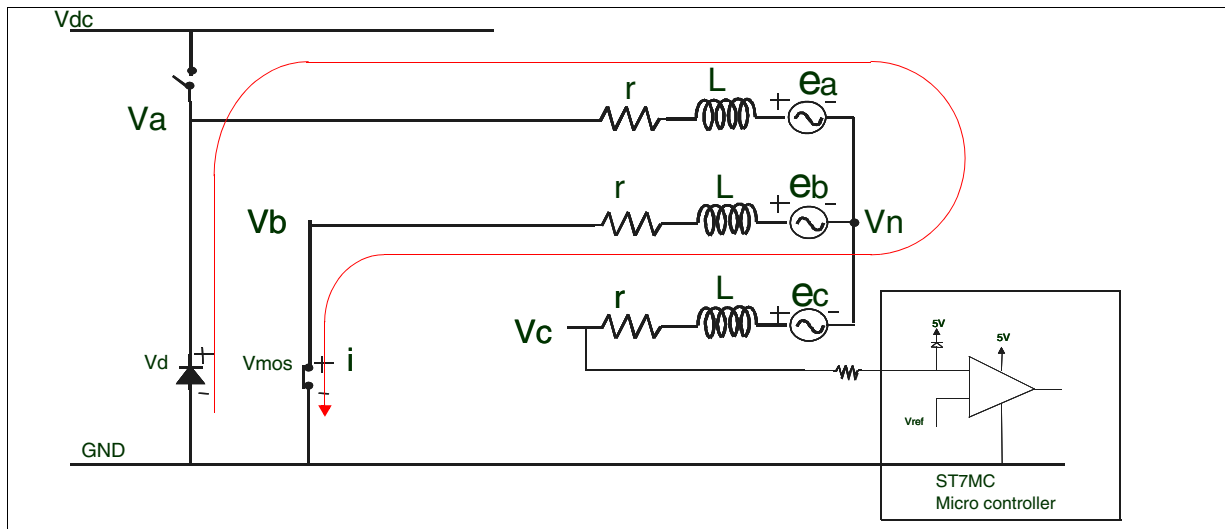 Vdc
Va
r
L
+
ea
-
Vb
r
L
+
eb
-
Vn
r
L
+
ec
-
Vc
Vd
+
-
Vmos
+
-
i
5V
5V
Vref
GND
ST7MC
Micro controller